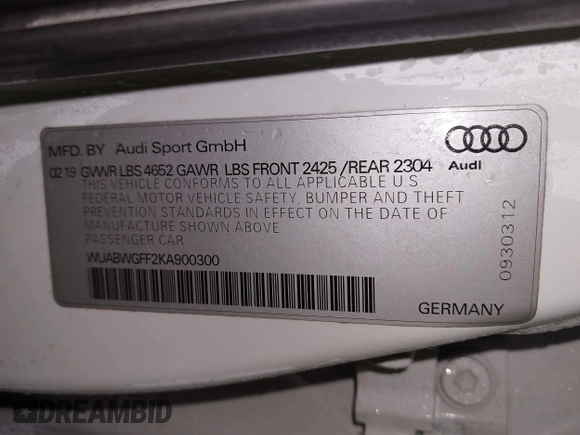 MFD. BY Audi Sport GmbH
02 19 GVWR LBS 4652 GAWR LBS FRONT 2425 /REAR 2304
THIS VEHICLE CONFORMS TO ALL APPLICABLE U S
FEDERAL MOTOR VEHICLE SAFETY, BUMPER AND THEFT
PREVENTION STANDARDS IN EFFECT ON THE DATE OF
MANUFACTURE SHOWN ABOVE
PASSENGER CAR
WUABWGFF2KA900300
Audi
0930312
GERMANY
DREAMBID